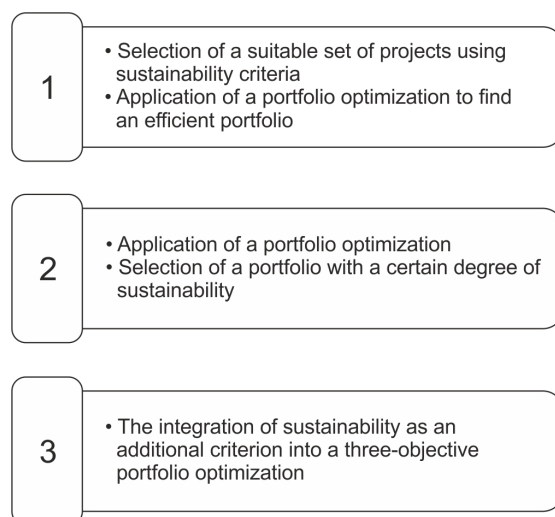 1
• Selection of a suitable set of projects using
sustainability criteria
• Application of a portfolio optimization to find
an efficient portfolio
2
• Application of a portfolio optimization
• Selection of a portfolio with a certain degree of
sustainability
3
• The integration of sustainability as an
additional criterion into a three-objective
portfolio optimization